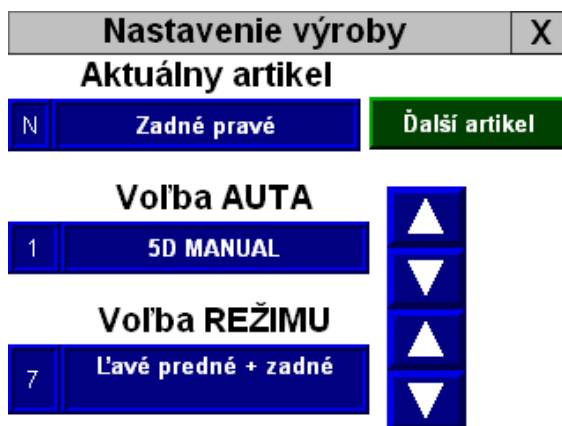 Nastavenie výroby X
Aktuálny artikel
N Zadné pravé Ďalší artikel
Voľba AUTA
1 5D MANUAL
Voľba REŽIMU
7 Ľavé predné + zadné